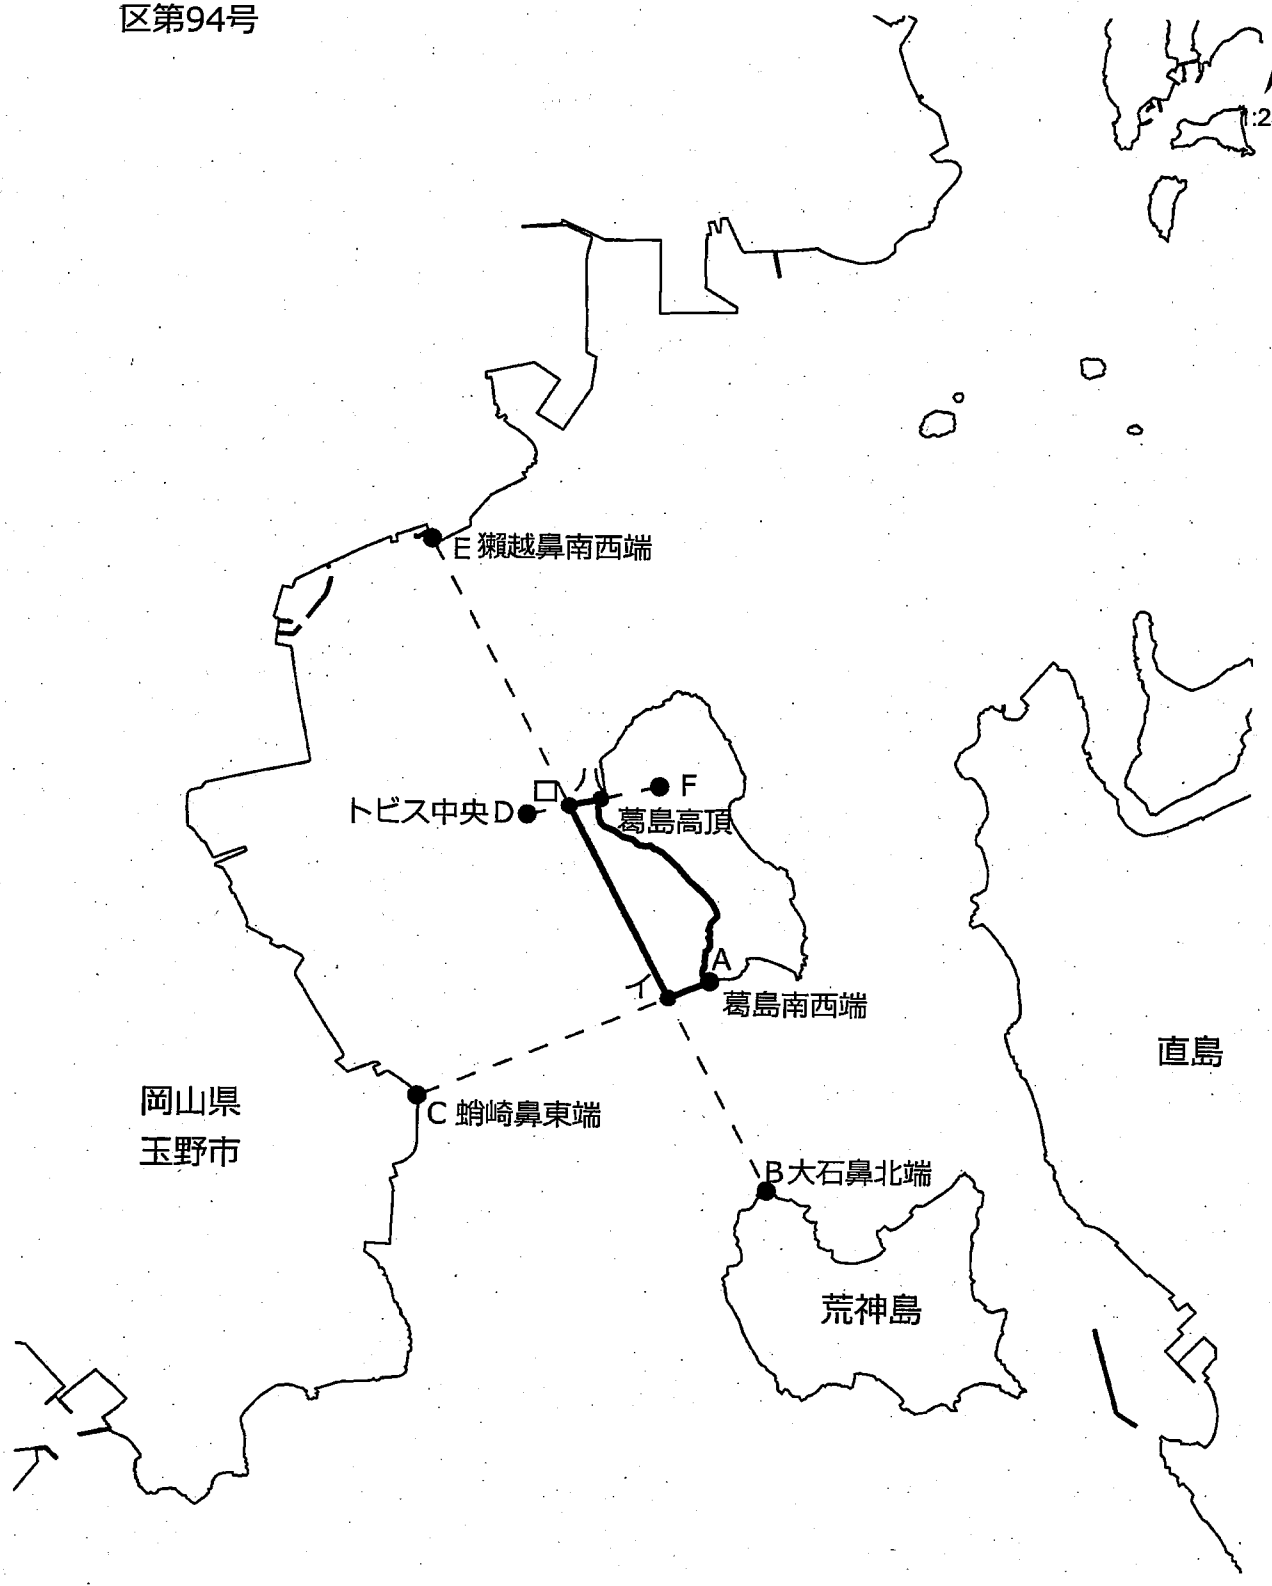 区第94号
1:2
E 獺越鼻南西端
ロ
ハ
F
トビス中央D
葛島高頂
A
イ
葛島南西端
直島
岡山県
玉野市
C 蛸崎鼻東端
B大石鼻北端
荒神島